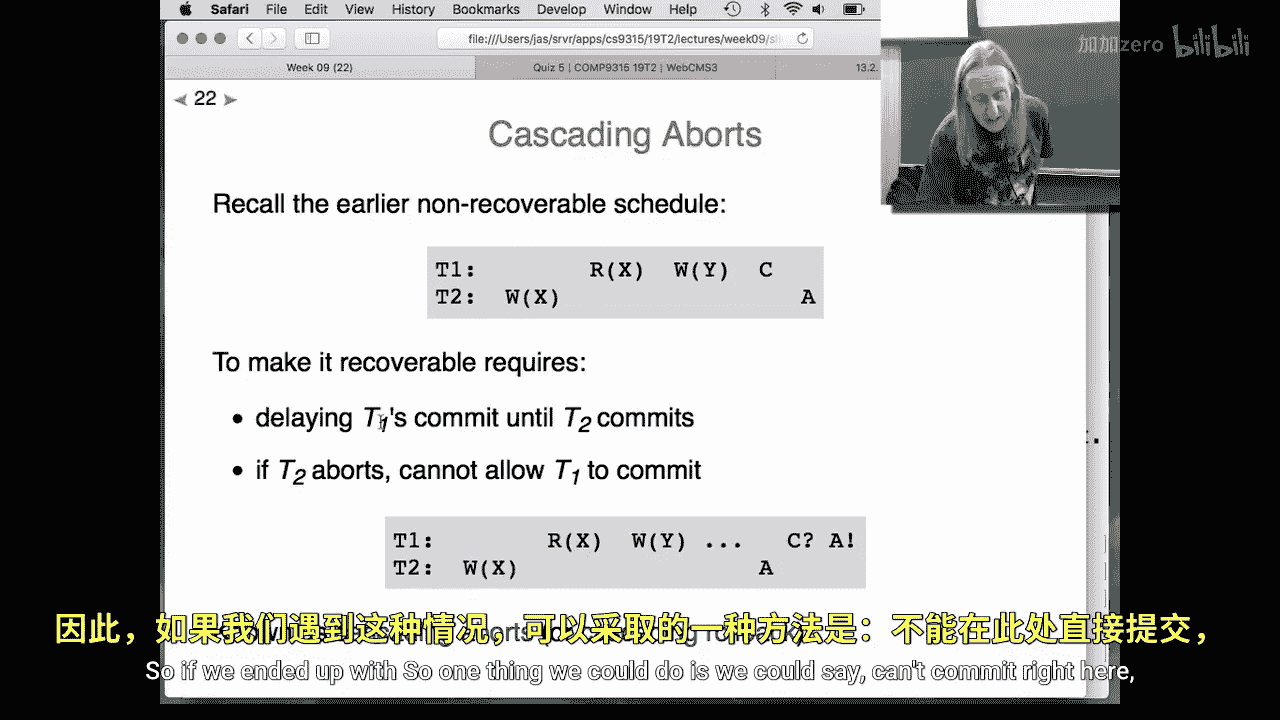 Safari File Edit View History Bookmarks Develop Window Help
file:///Users/jas/srvr/apps/cs9315/19T2/lectures/week09/sli
Week 09 (22)
Quiz 5 | COMP9315 19T2 | WebCMS3
13.2.
加加zero bilibili
22
Cascading Aborts
Recall the earlier non-recoverable schedule:
T1: R(X) W(Y) C
T2: W(X) A
To make it recoverable requires:
delaying T1's commit until T2 commits
if T2 aborts, cannot allow T1 to commit
T1: R(X) W(Y) ... C? A!
T2: W(X) A
因此，如果我们遇到这种情况，可以采取的一种方法是：不能在此处直接提交，
So if we ended up with So one thing we could do is we could say, can't commit right here,